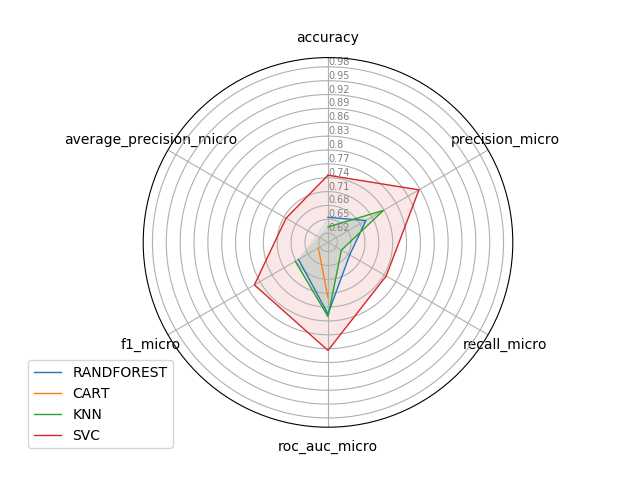 accuracy
0.98
0.95
0.92
0.89
0.86
0.83
0.8
0.77
0.74
0.71
0.68
0.65
0.62
average_precision_micro
precision_micro
f1_micro
recall_micro
roc_auc_micro
RANDFOREST
CART
KNN
SVC